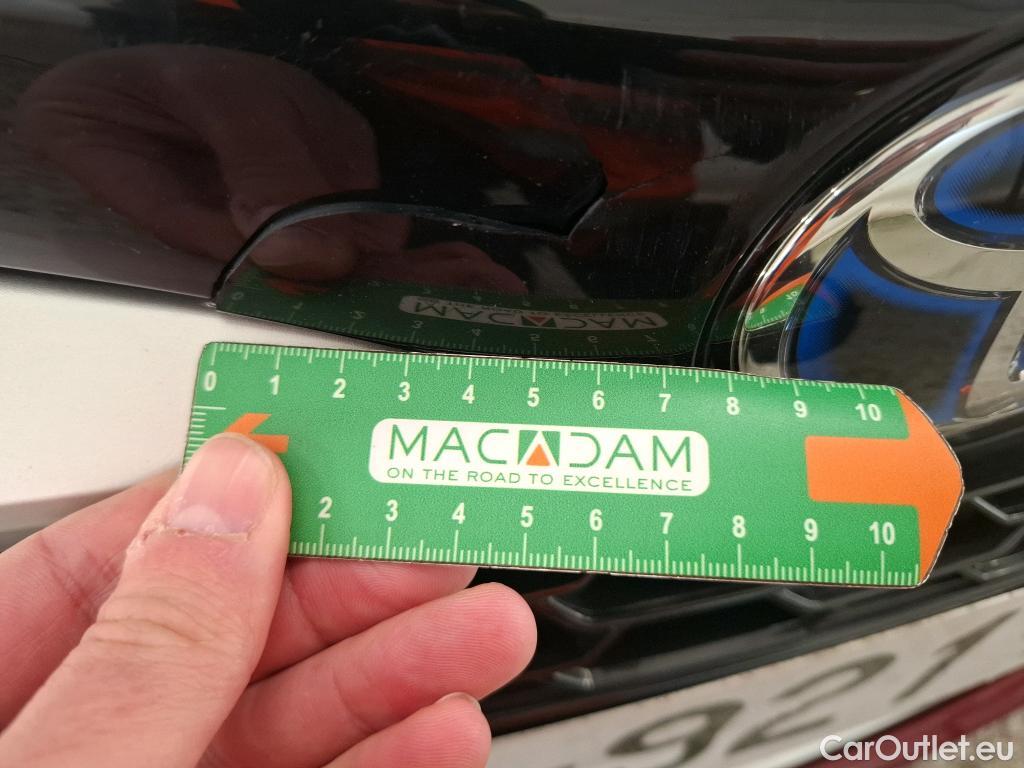 0 1 2 3 4 5 6 7 8 9 10
MACADAM
ON THE ROAD TO EXCELLENCE
2 3 4 5 6 7 8 9 10
921
CarOutlet.eu